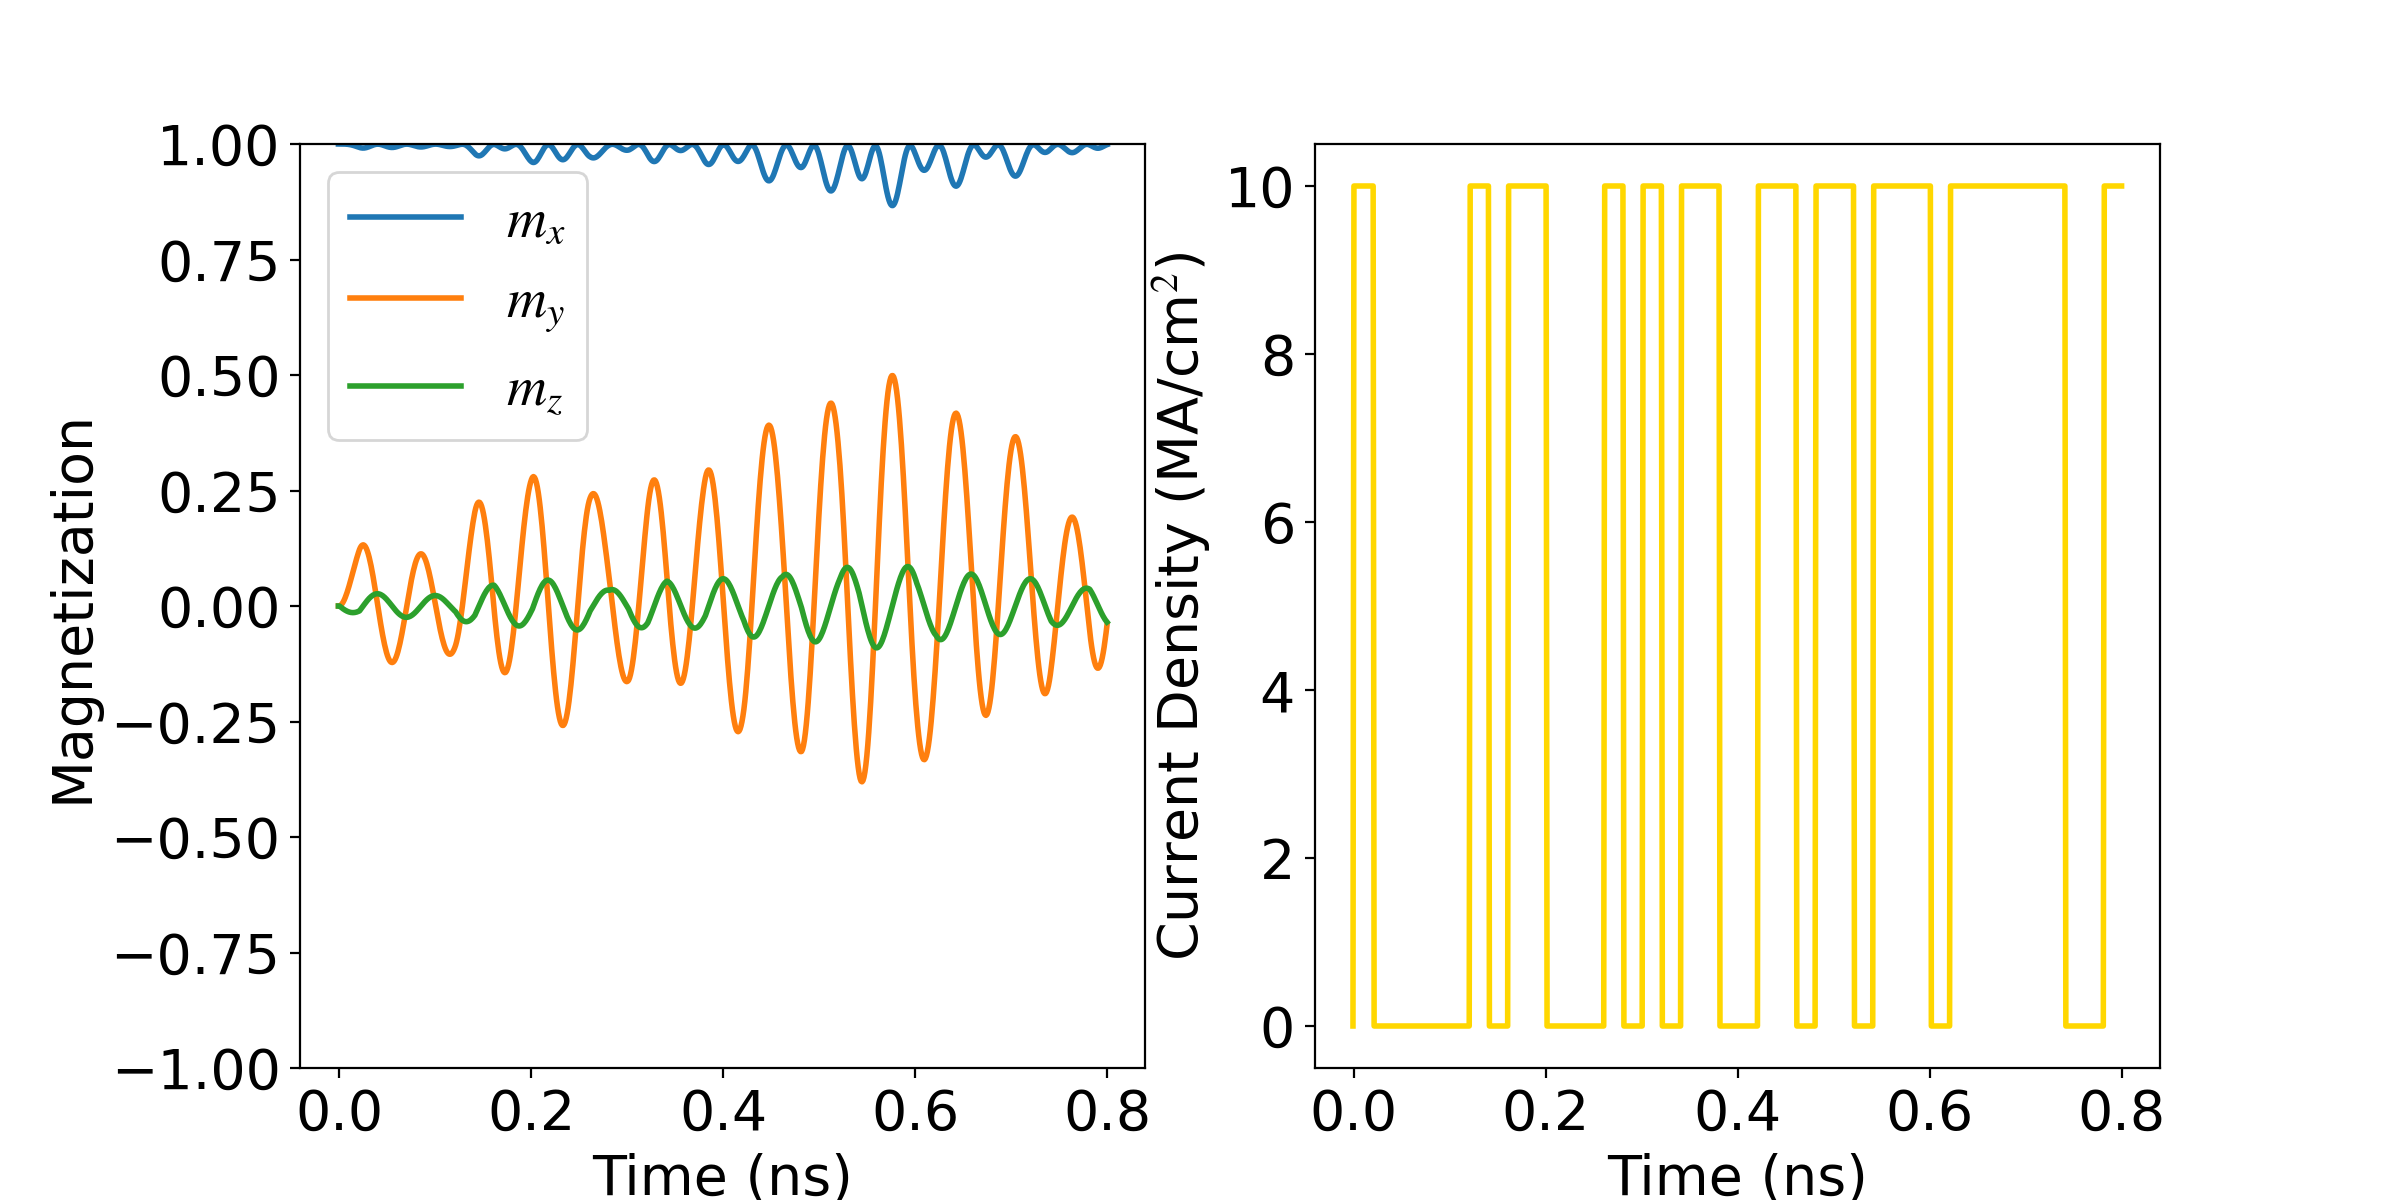 1.00
0.75
0.50
0.25
0.00
−0.25
−0.50
−0.75
−1.00
Magnetization
m_x
m_y
m_z
0.0 0.2 0.4 0.6 0.8
Time (ns)
Current Density (MA/cm²)
10
8
6
4
2
0
0.0 0.2 0.4 0.6 0.8
Time (ns)